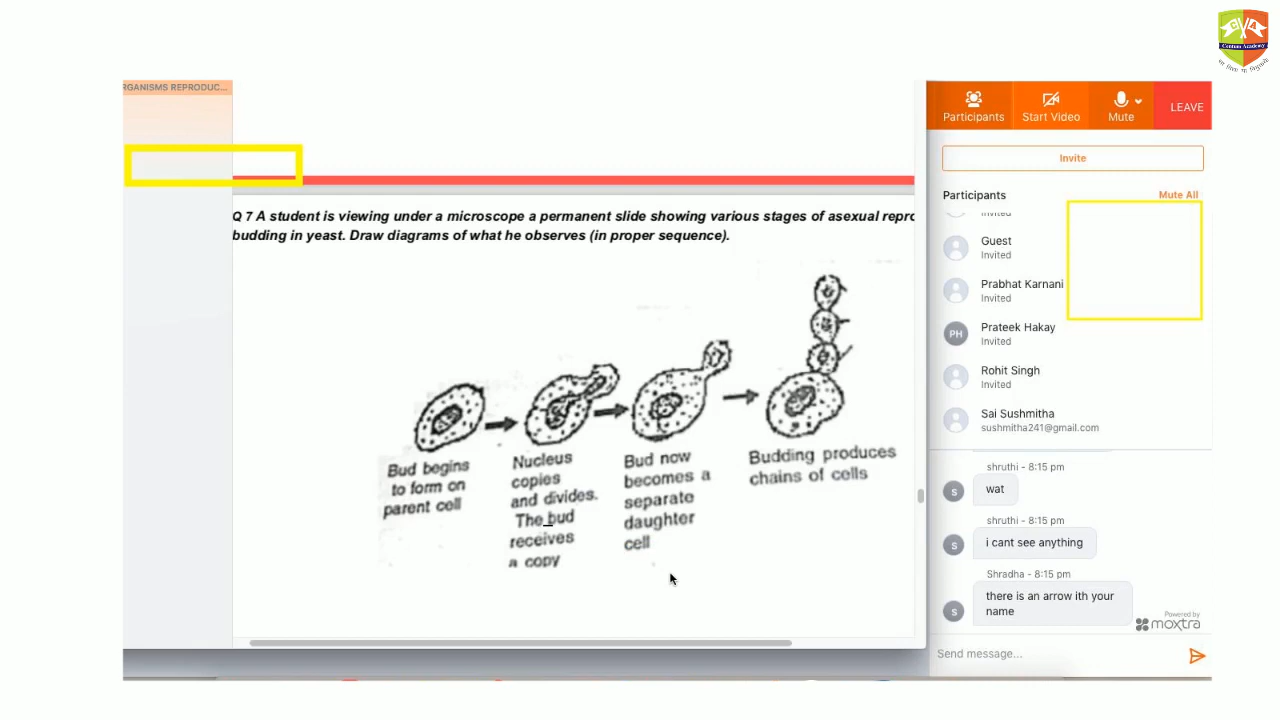 C A
Contum Academy
RGANISMS REPRODUC...
Participants
Start Video
Mute
LEAVE
Invite
Participants
Mute All
Invited
Guest
Invited
Prabhat Karnani
Invited
PH
Prateek Hakay
Invited
Rohit Singh
Invited
Sai Sushmitha
sushmitha241@gmail.com
Q 7 A student is viewing under a microscope a permanent slide showing various stages of asexual repro
budding in yeast. Draw diagrams of what he observes (in proper sequence).
Bud begins
to form on
parent cell
Nucleus
copies
and divides.
The bud
receives
a copy
Bud now
becomes a
separate
daughter
cell
Budding produces
chains of cells
shruthi - 8:15 pm
S
wat
shruthi - 8:15 pm
S
i cant see anything
Shradha - 8:15 pm
S
there is an arrow ith your
name
Powered by
moxtra
Send message...